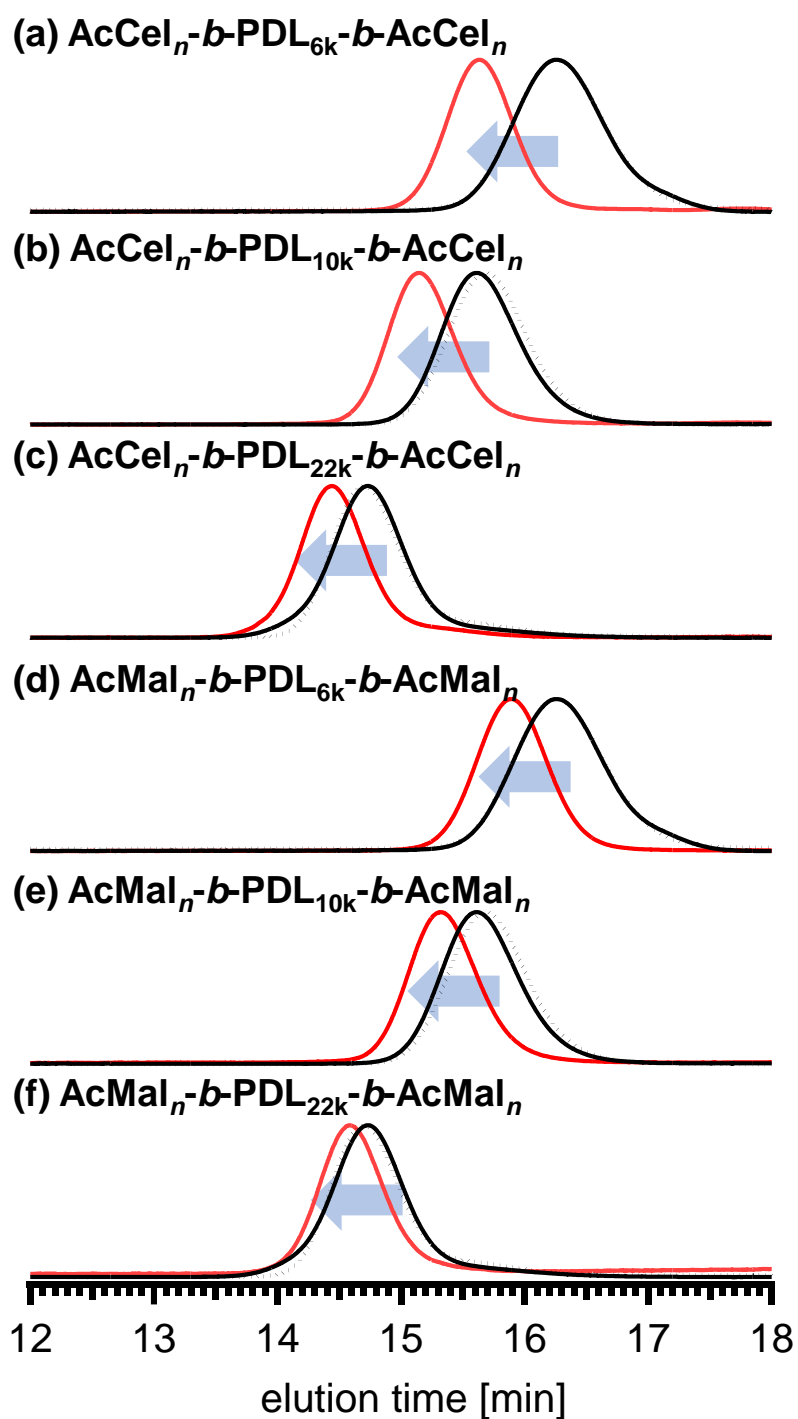 (a) AcCelₙ-b-PDL₆ₖ-b-AcCelₙ
(b) AcCelₙ-b-PDL₁₀ₖ-b-AcCelₙ
(c) AcCelₙ-b-PDL₂₂ₖ-b-AcCelₙ
(d) AcMalₙ-b-PDL₆ₖ-b-AcMalₙ
(e) AcMalₙ-b-PDL₁₀ₖ-b-AcMalₙ
(f) AcMalₙ-b-PDL₂₂ₖ-b-AcMalₙ
12 13 14 15 16 17 18
elution time [min]